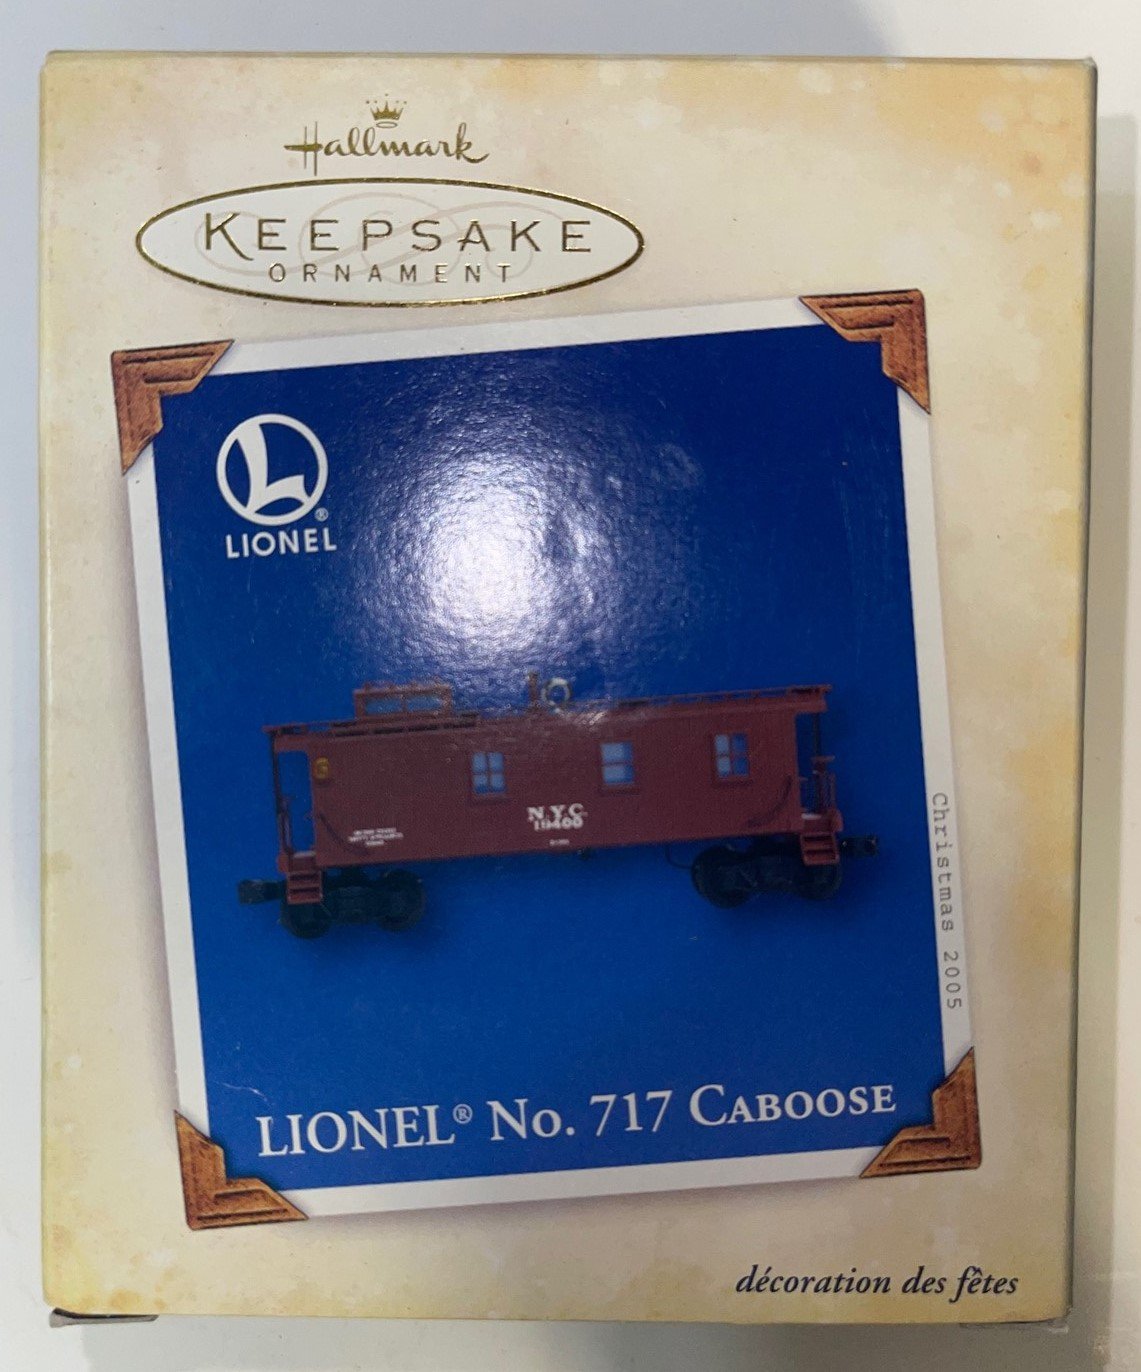 Hallmark
KEEPSAKE
ORNAMENT
L
LIONEL®
N.Y.C.
19400
Christmas 2005
LIONEL® No. 717 CABOOSE
décoration des fêtes